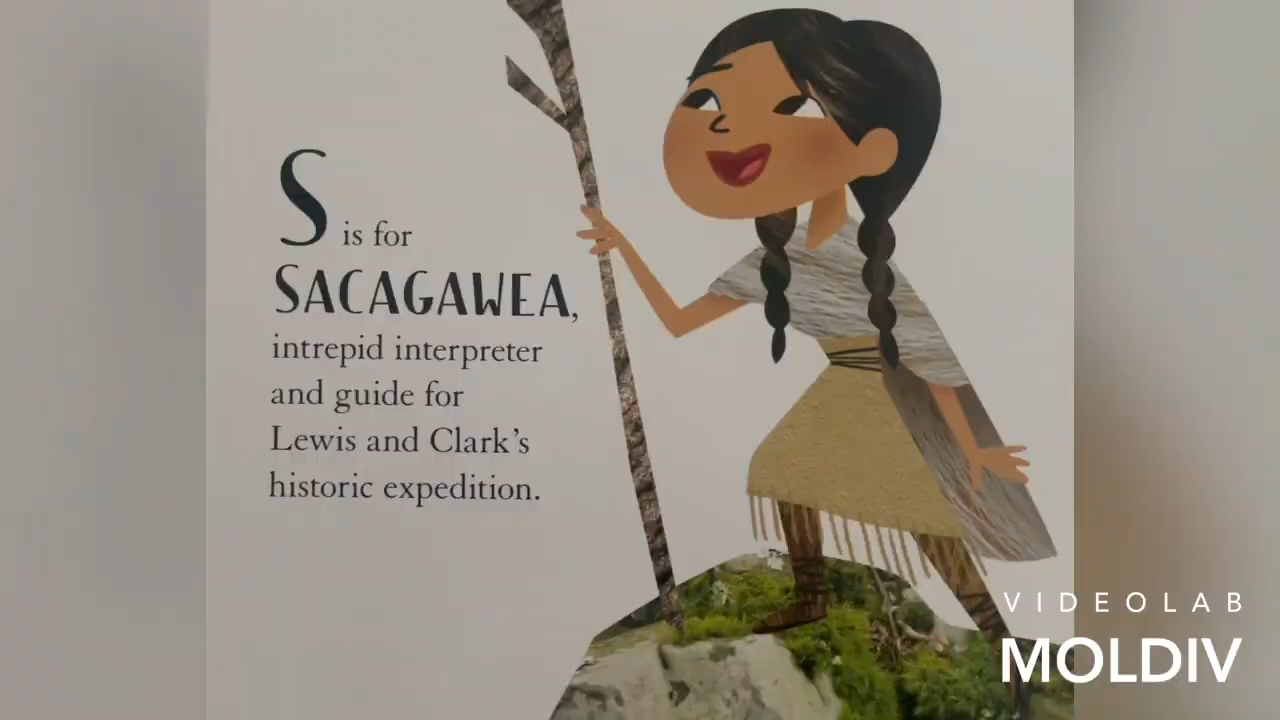 S is for
SACAGAWEA,
intrepid interpreter
and guide for
Lewis and Clark's
historic expedition.
VIDEOLAB
MOLDIV